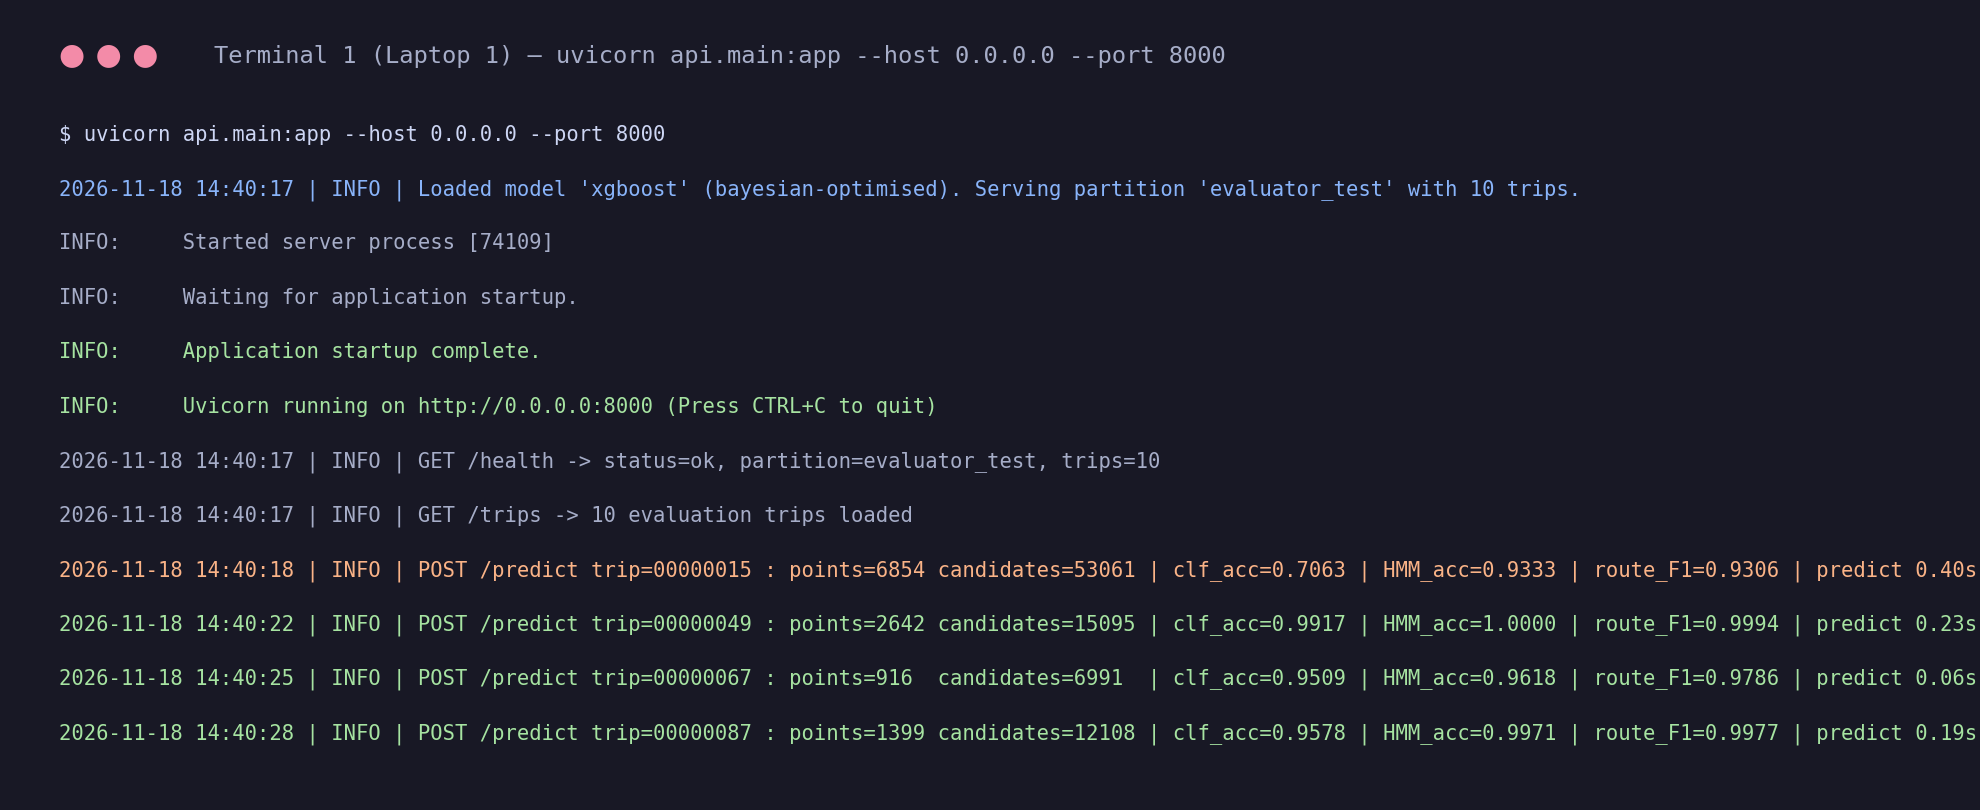 Terminal 1 (Laptop 1) — uvicorn api.main:app --host 0.0.0.0 --port 8000
$ uvicorn api.main:app --host 0.0.0.0 --port 8000
2026-11-18 14:40:17 | INFO | Loaded model 'xgboost' (bayesian-optimised). Serving partition 'evaluator_test' with 10 trips.
INFO:     Started server process [74109]
INFO:     Waiting for application startup.
INFO:     Application startup complete.
INFO:     Uvicorn running on http://0.0.0.0:8000 (Press CTRL+C to quit)
2026-11-18 14:40:17 | INFO | GET /health -> status=ok, partition=evaluator_test, trips=10
2026-11-18 14:40:17 | INFO | GET /trips -> 10 evaluation trips loaded
2026-11-18 14:40:18 | INFO | POST /predict trip=00000015 : points=6854 candidates=53061 | clf_acc=0.7063 | HMM_acc=0.9333 | route_F1=0.9306 | predict 0.40s
2026-11-18 14:40:22 | INFO | POST /predict trip=00000049 : points=2642 candidates=15095 | clf_acc=0.9917 | HMM_acc=1.0000 | route_F1=0.9994 | predict 0.23s
2026-11-18 14:40:25 | INFO | POST /predict trip=00000067 : points=916  candidates=6991  | clf_acc=0.9509 | HMM_acc=0.9618 | route_F1=0.9786 | predict 0.06s
2026-11-18 14:40:28 | INFO | POST /predict trip=00000087 : points=1399 candidates=12108 | clf_acc=0.9578 | HMM_acc=0.9971 | route_F1=0.9977 | predict 0.19s